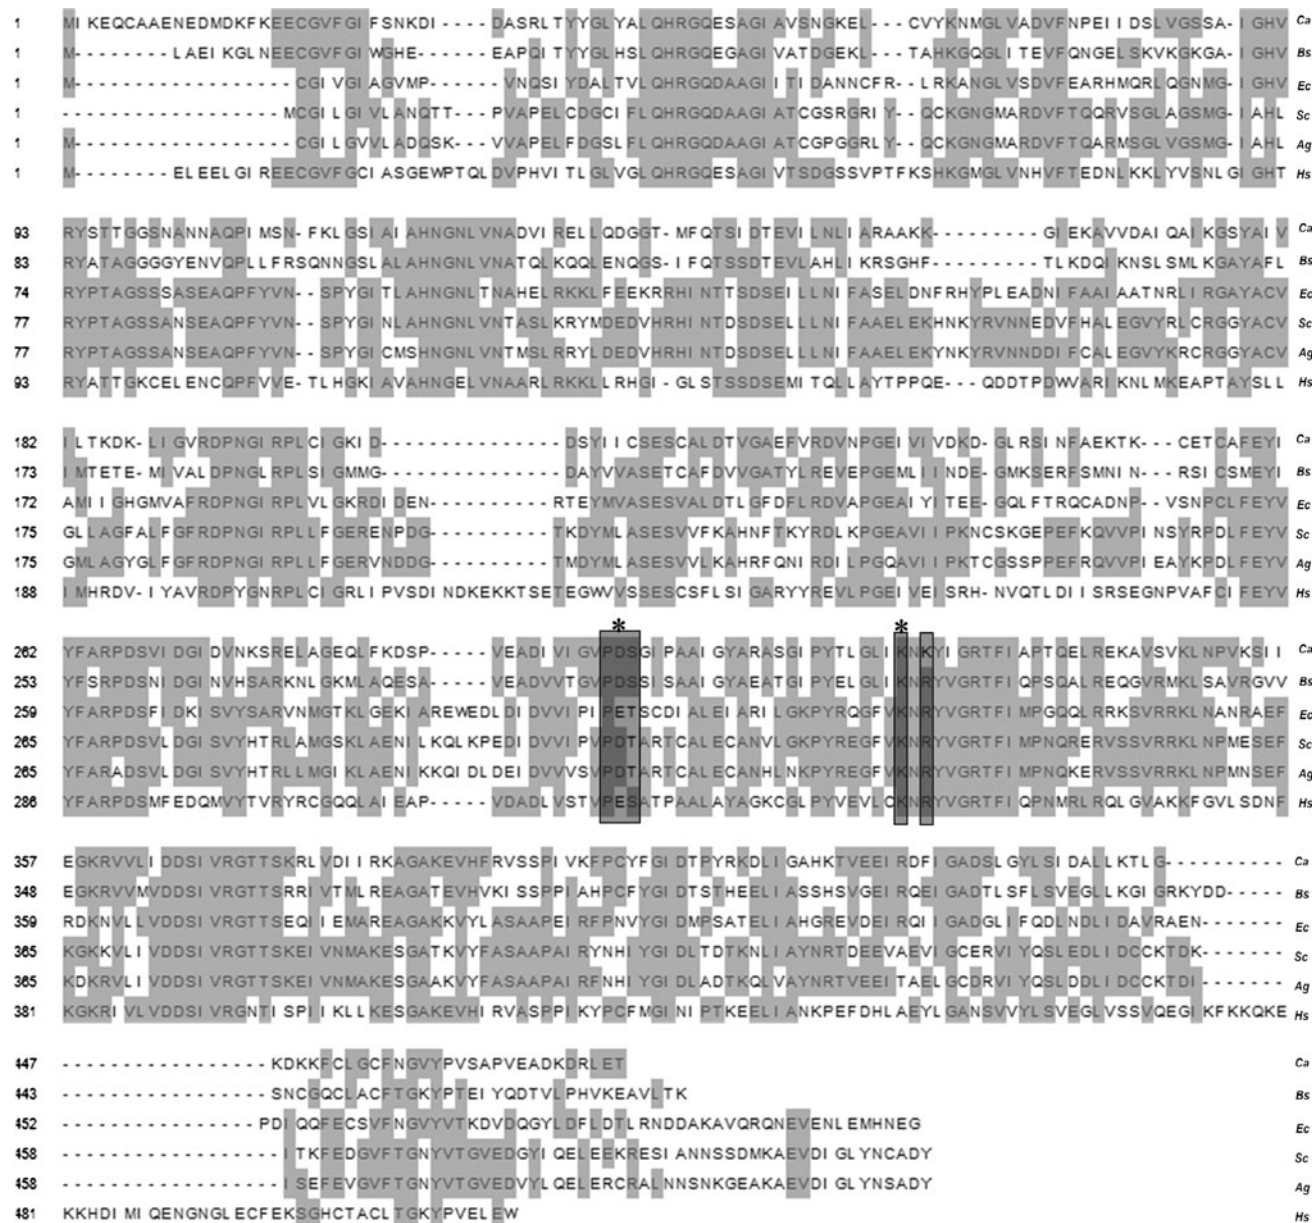 1 MIKEQCAAENEDMDKFKEECGVFGIFSNKDI----DASRLTYYGLYALQHRGQESAGIAVSNGKEL---CVYKNMGLVADVFNPEIIDSLVGSSA-IGHV Ca
1 M---------LAEIKGLNEECGVFGIWGHE------EAPQITYYGLHSLQHRGQEGAGIVATDGEKL---TAHKGQGLITEVFQNGELSKVKGKGA-IGHV Bs
1 M------------------CGIVGIAGVMP------VNQSIYDALTVLQHRGQDAAGIITIDANNCFR--LRKANGLVSDVFEARHMQRLQGNMG-IGHV Ec
1 ------------------MCGILGIVLANQTT---PVAPELCDGCIFLQHRGQDAAGIATCGSRGRIY--QCKGNGMARDVFTQQRVSGLAGSMG-IAHL Sc
1 M------------------CGILGVVLADQSK---VVAPELFDGSLFLQHRGQDAAGIATCGPGGRLY--QCKGNGMARDVFTQARMSGLVGSMG-IAHL Ag
1 M---------ELEELGIREECGVFGCIASGEWPTQLDVPHVITLGLVGLQHRGQESAGIVTSDGSSVPTFKSHKGMGLVNHVFTEDNLKKLYVSNLGIGHT Hs
93 RYSTTGGSNANNAQPIMSN-FKLGSIAIAHNGNLVNADVIRELLQDGGT-MFQTSIDTEVILNLIARAAKK---------GIEKAVVDAIQAIKGSYAIV Ca
83 RYATAGGGGYENVQPLLFRSQNNGSLALAHNGNLVNATQLKQQLENQGS-IFQTSSDTEVLAHLIKRSGHF---------TLKDQIKNSLSMLKGAYAFL Bs
74 RYPTAGSSSASEAQPFYVN--SPYGITLAHNGNLTNAHELRKKLFEEKRRHINTTSDSEILLNIFASELDNFRHYPLEADNIFAAIAATNRLIRGAYACV Ec
77 RYPTAGSSANSEAQPFYVN--SPYGINLAHNGNLVNTASLKRYMDEDVHRHINTDSDSELLLNIFAAELEKHNKYRVNNEDVFHALEGVYRLCRGGYACV Sc
77 RYPTAGSSANSEAQPFYVN--SPYGICMSHNGNLVNTMSLRRYLDEDVHRHINTDSDSELLLNIFAAELEKYNKYRVNNDDIFCALEGVYKRCRGGYACV Ag
93 RYATTGKCELENCQPFVVE-TLHGKIAVAHNGELVNAARLRKKLLRHGI-GLSTSSDSEMITQLLAYTPPQE---QDDTPDWVARIKNLMKEAPTAYSLL Hs
182 ILTKDK-LIGVRDPNGIRPLCIGKID---------------DSYIICSESCALDTVGAEFVRDVNPGEIVIVDKD-GLRSINFAEKTK---CETCAFEYI Ca
173 IMTETE-MIVALDPNGLRPLSIGMMG---------------DAYVVASETCAFDVVGATYLREVEPGEMLIINDE-GMKSERFSMNIN---RSICSMEYI Bs
172 AMIIGHGMVAFRDPNGIRPLVLGKRDIDEN-----------RTEYMVASESVALDTLGFDFLRDVAPGEAIYITEE-GQLFTRQCADNP--VSNPCLFEYV Ec
175 GLLAGFALFGFRDPNGIRPLLFGERENPDG----------TKDYMLASESVVFKAHNFTKYRDLKPGEAVIIPKNCSKGEPEFKQVVPINSYRPDLFEYV Sc
175 GMLAGYGLFGFRDPNGIRPLLFGERVNDDG----------TMDYMLASESVVLKAHRFQNIRDILPGQAVIIPKTCGSSPPEFRQVVPIEAYKPDLFEYV Ag
188 IMHRDV-IYAVRDPYGNRPLCIGRLIPVSDINDKEKKTSETEGWVVSSESCSFLSIGARYYREVLPGEIVEISRH-NVQTLDIISRSEGNPVAFCIFEYV Hs
* *
262 YFARPDSVIDGIDVNKSRELAGEQLFKDSP-----VEADIVIGVPDSGIPAAIGYARASGIPYTLGLIKNKYIGRTFIAPTQELREKAVSVKLNPVKSII Ca
253 YFSRPDSNIDGINVHSARKNLGKMLAQESA-----VEADVVTGVPDSSISAAIGYAEATGIPYELGLIKNRYVGRTFIQPSQALREQGVRMKLSAVRGVV Bs
259 YFARPDSFIDKISVYSARVNMGTKLGEKIAREWEDLDIDVVIPIPETSCDIALEIARILGKPYRQGFVKNRYVGRTFIMPGQQLRRKSVRRKLNANRAEF Ec
265 YFARPDSVLDGISVYHTRLAMGSKLAENILKQLKPEDIDVVIPVPDTARTCALECANVLGKPYREGFVKNRYVGRTFIMPNQRERVSSVRRKLNPMESEF Sc
265 YFARADSVLDGISVYHTRLLMGIKLAENIKKQIDLDEIDVVVSVPDTARTCALECANHLNKPYREGFVKNRYVGRTFIMPNQKERVSSVRRKLNPMNSEF Ag
286 YFARPDSMFEDQMVYTVRYRCGQQLAIEAP-----VDADLVSTVPESATPAALAYAGKCGLPYVEVLCKNRYVGRTFIQPNMRLRQLGVAKKFGVLSDNF Hs
357 EGKRVVLIDDSIVRGTTSKRLVDIIRKAGAKEVHFRVSSPIVKFPCYFGIDTPYRKDLIGAHKTVEEIRDFIGADSLGYLSIDALLKTLG---------- Ca
348 EGKRVVMVDDSIVRGTTSRRIVTMLREAGATEVHVKISSPPIAHPCFYGIDTSTHEELIASSHSVGEIRQEIGADTLSFLSVEGLLKGIGRKYDD----- Bs
359 RDKNVLLVDDSIVRGTTSEQIIEMAREAGAKKVYLASAAPEIRFPNVYGIDMPSATELIAHGREVDEIRQIIGADGLIFQDLNDLIDAVRAEN------- Ec
365 KGKKVLIVDDSIVRGTTSKEIVNMAKESGATKVYFASAAPAIRYNHIYGIDLTDTKNLIAYNRTDEEVAEVIGCERVIYQSLEDLIDCCKTDK------- Sc
365 KDKRVLIVDDSIVRGTTSKEIVNMAKESGAAKVYFASAAPAIRFNHIYGIDLADTKQLVAYNRTVEEITAELGCDRVIYQSLDDLIDCCKTDI------- Ag
381 KGKRIVLVDDSIVRGNTISPIIKLLKESGAKEVHIRVASPPIKYPCFMGINIPTKEELIANKPEFDHLAEYLGANSVVYLSVEGLVSSVQEGIKFKKQKE Hs
447 -----------------KDKKFCLGCFNGVYPVSAPVEADKDRLET Ca
443 -----------------SNCGQCLACFTGKYPTEIYQDTVLPHVKEAVLTK Bs
452 ----------------PDIQQFECSVFNGVYVTKDVDQGYLDFLDTLRNDDAKAVQRQNEVENLEMHNEG Ec
458 ------------------ITKFEDGVFTGNYVTGVEDGYIQELEEKRESIANNSSDMKAEVDIGLYNCADY Sc
458 ------------------ISEFEVGVFTGNYVTGVEDVYLQELERCRALNNSNKGEAKAEVDIGLYNSADY Ag
481 KKHDIMIQENGNGLECFEKSGHCTACLTGKYPVELEW Hs